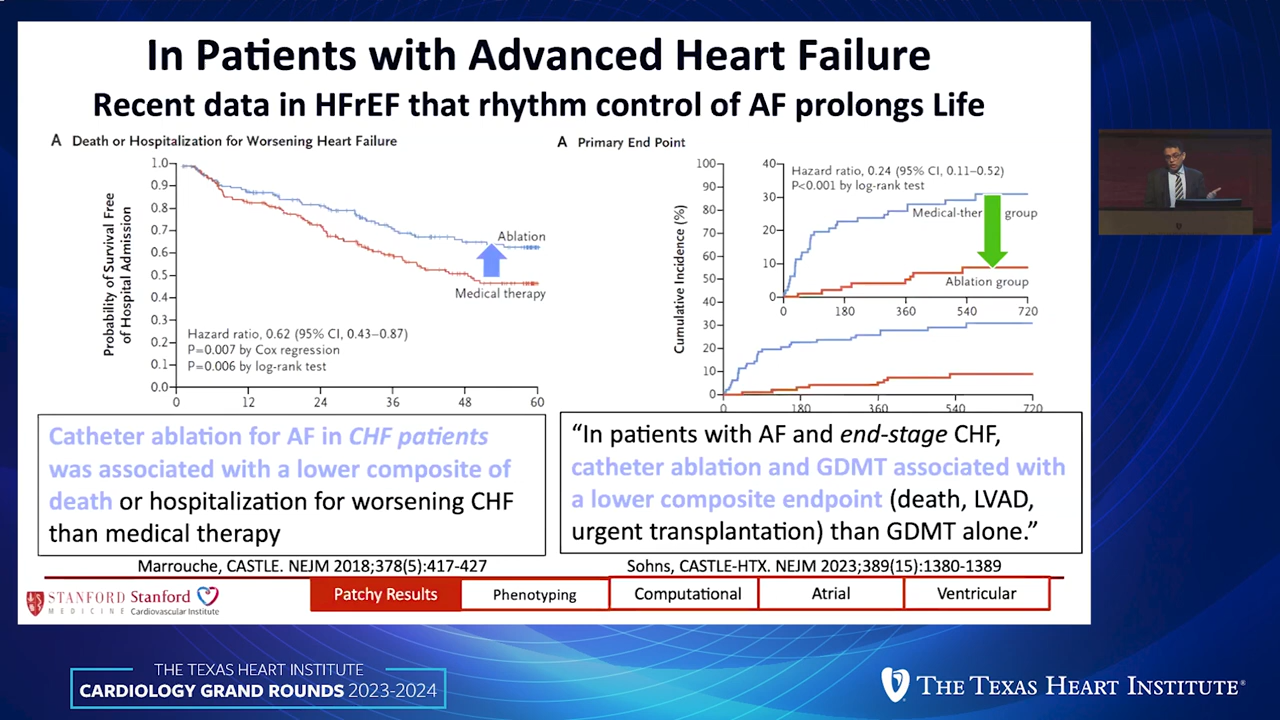 In Patients with Advanced Heart Failure
Recent data in HFrEF that rhythm control of AF prolongs Life
A Death or Hospitalization for Worsening Heart Failure
Probability of Survival Free
of Hospital Admission
1.0
0.9
0.8
0.7
0.6
0.5
0.4
0.3
0.2
0.1
0.0
Ablation
Medical therapy
Hazard ratio, 0.62 (95% CI, 0.43–0.87)
P=0.007 by Cox regression
P=0.006 by log-rank test
0 12 24 36 48 60
A Primary End Point
Cumulative Incidence (%)
100
90
80
70
60
50
40
30
20
10
0
40
30
20
10
0
Hazard ratio, 0.24 (95% CI, 0.11–0.52)
P<0.001 by log-rank test
Medical-ther group
Ablation group
0 180 360 540 720
0 180 360 540 720
Catheter ablation for AF in CHF patients
was associated with a lower composite of
death or hospitalization for worsening CHF
than medical therapy
“In patients with AF and end-stage CHF,
catheter ablation and GDMT associated with
a lower composite endpoint (death, LVAD,
urgent transplantation) than GDMT alone.”
Marrouche, CASTLE. NEJM 2018;378(5):417-427
Sohns, CASTLE-HTX. NEJM 2023;389(15):1380-1389
STANFORD
MEDICINE
Stanford
Cardiovascular Institute
Patchy Results
Phenotyping
Computational
Atrial
Ventricular
THE TEXAS HEART INSTITUTE
CARDIOLOGY GRAND ROUNDS 2023-2024
THE TEXAS HEART INSTITUTE®